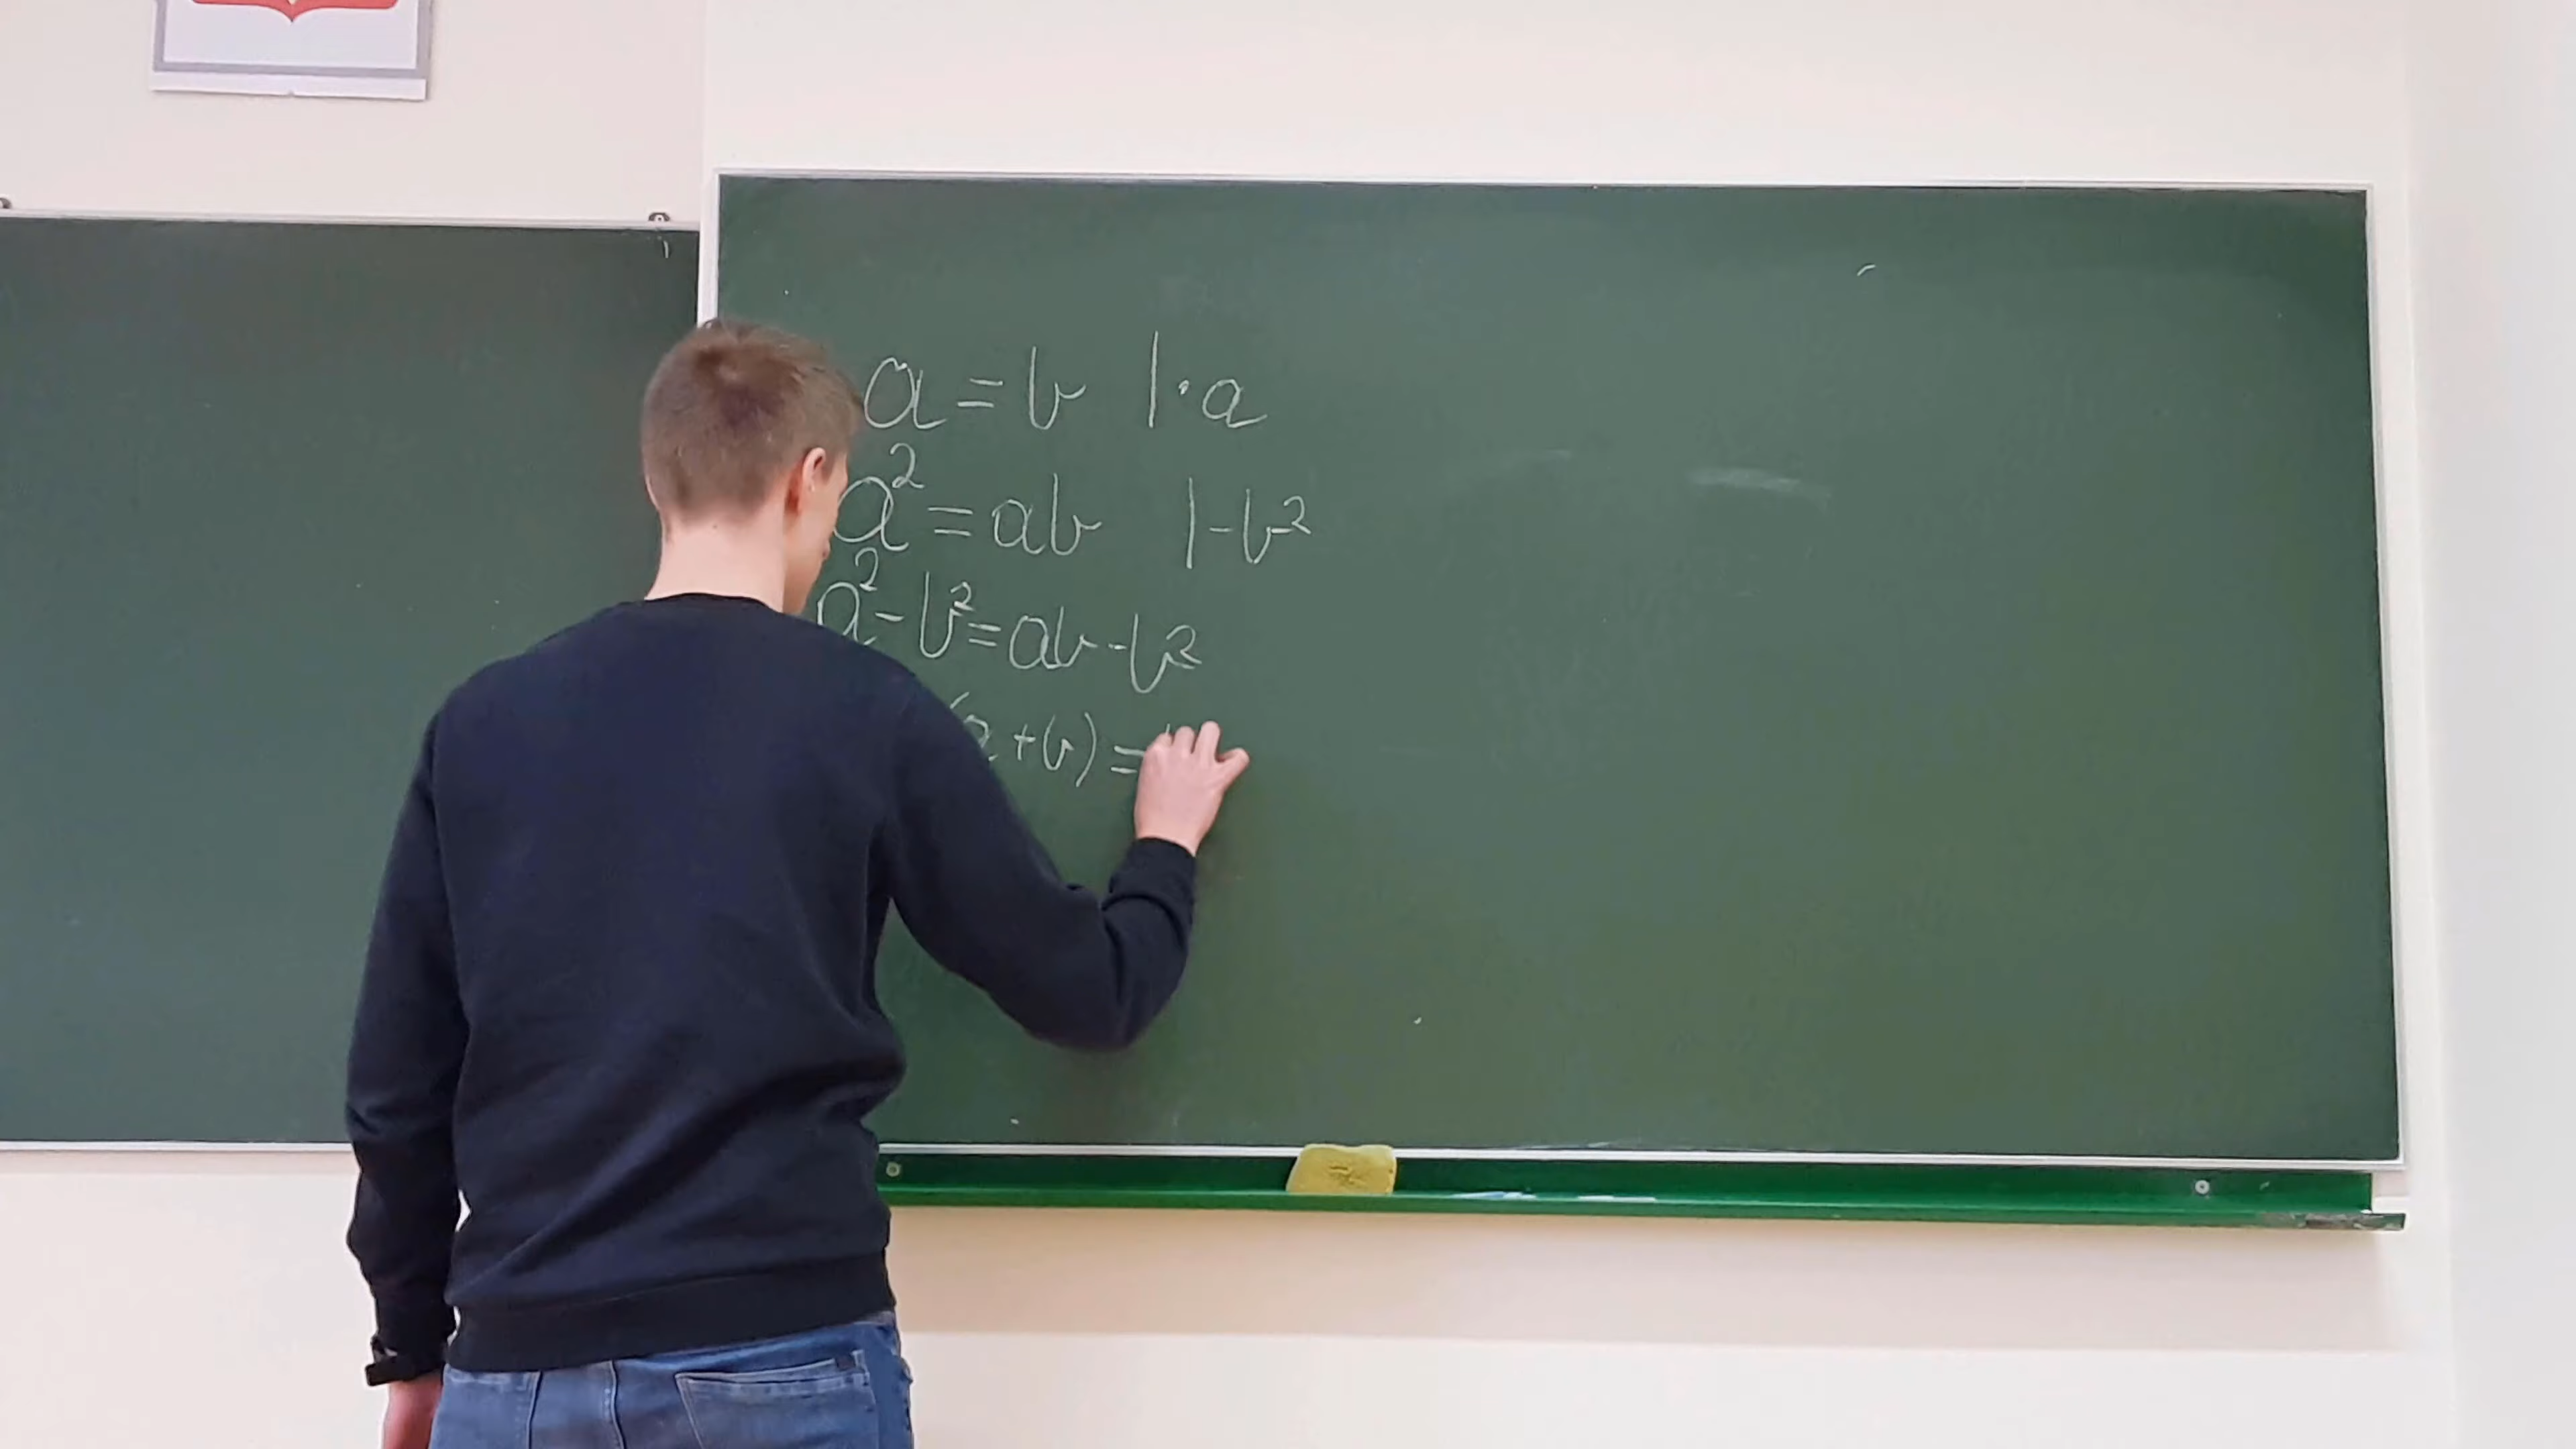 a = b |·a
a² = ab |-b²
a² - b² = ab - b²
(a + b) =